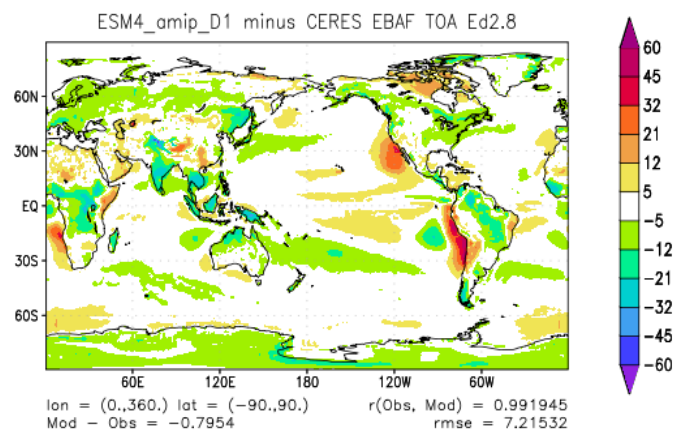 ESM4_amip_D1 minus CERES EBAF TOA Ed2.8
60N
30N
EQ
30S
60S
60E 120E 180 120W 60W
60
45
32
21
12
5
−5
−12
−21
−32
−45
−60
lon = (0.,360.) lat = (−90.,90.) r(Obs, Mod) = 0.991945
Mod − Obs = −0.7954 rmse = 7.21532